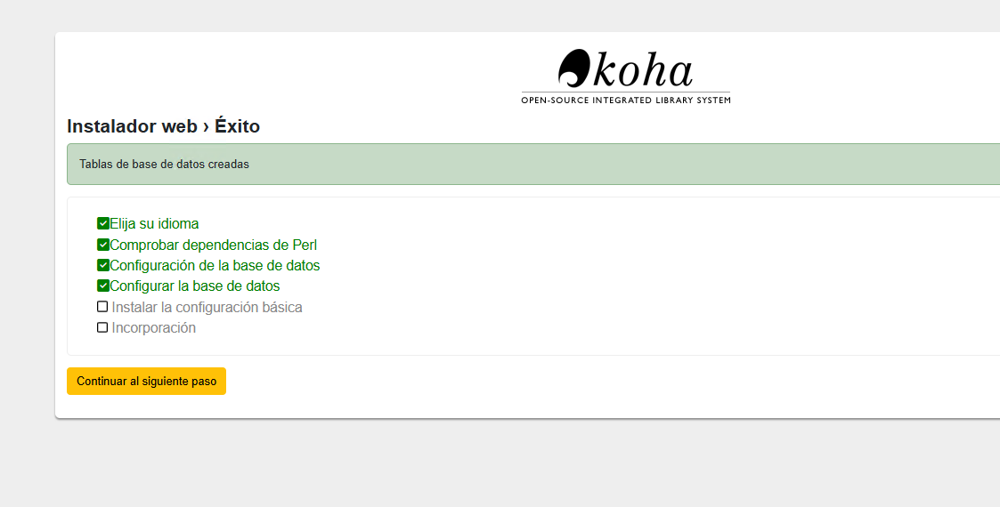 koha
OPEN-SOURCE INTEGRATED LIBRARY SYSTEM
Instalador web › Éxito
Tablas de base de datos creadas
Elija su idioma
Comprobar dependencias de Perl
Configuración de la base de datos
Configurar la base de datos
Instalar la configuración básica
Incorporación
Continuar al siguiente paso